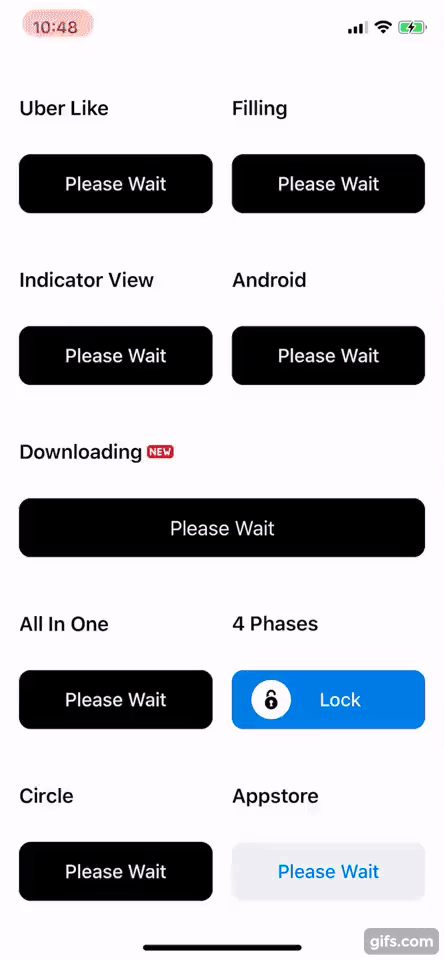 10:48
Uber Like Filling
Please Wait Please Wait
Indicator View Android
Please Wait Please Wait
Downloading NEW
Please Wait
All In One 4 Phases
Please Wait Lock
Circle Appstore
Please Wait Please Wait
gifs.com